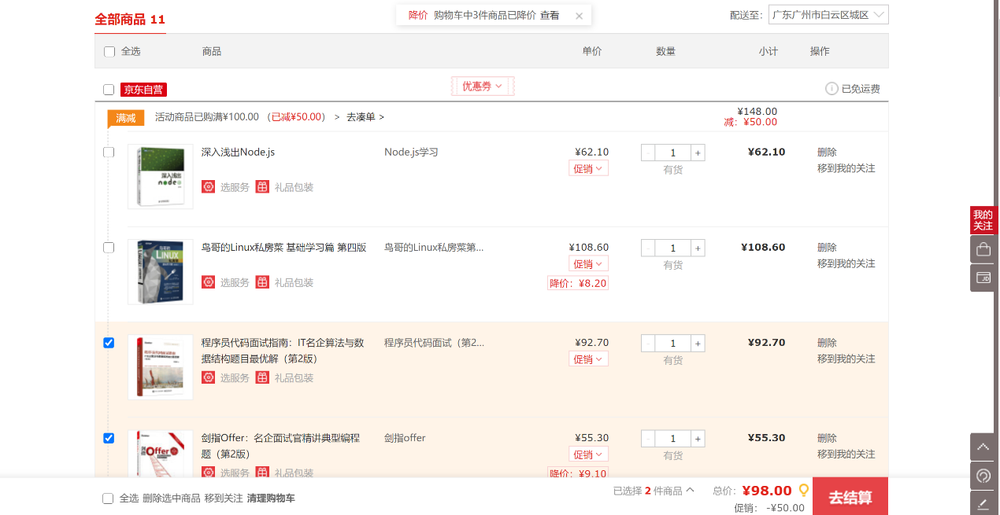 全部商品 11
降价 购物车中3件商品已降价 查看
配送至： 广东广州市白云区城区
全选 商品 单价 数量 小计 操作
京东自营 优惠券 已免运费
满减 活动商品已购满¥100.00 （已减¥50.00） > 去凑单 > ¥148.00
减：¥50.00
深入浅出Node.js Node.js学习 ¥62.10 - 1 + ¥62.10 删除
促销 有货 移到我的关注
选服务 礼品包装
鸟哥的Linux私房菜 基础学习篇 第四版 鸟哥的Linux私房菜第... ¥108.60 - 1 + ¥108.60 删除
促销 有货 移到我的关注
选服务 礼品包装 降价：¥8.20
程序员代码面试指南：IT名企算法与数 程序员代码面试（第2... ¥92.70 - 1 + ¥92.70 删除
据结构题目最优解（第2版） 促销 有货 移到我的关注
选服务 礼品包装
剑指Offer：名企面试官精讲典型编程 剑指offer ¥55.30 - 1 + ¥55.30 删除
题（第2版） 促销 有货 移到我的关注
选服务 礼品包装 降价：¥9.10
全选 删除选中商品 移到关注 清理购物车 已选择 2 件商品 总价： ¥98.00 去结算
促销： -¥50.00
我的
关注
JD